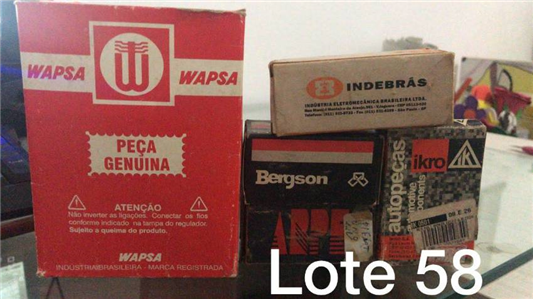 WAPSA
WAPSA
PEÇA
GENUÍNA
ATENÇÃO
Não inverter as ligações. Conectar os fios
conforme indicado na tampa do regulador.
Sujeito a queima do produto.
WAPSA
INDÚSTRIA BRASILEIRA - MARCA REGISTRADA
INDEBRÁS
INDÚSTRIA ELETROMECÂNICA BRASILEIRA LTDA.
Bergson
autopeças
ikro
Lote 58